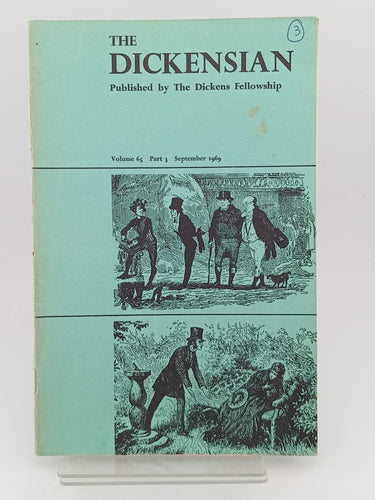 3
THE
DICKENSIAN
Published by The Dickens Fellowship
Volume 65 Part 3 September 1969